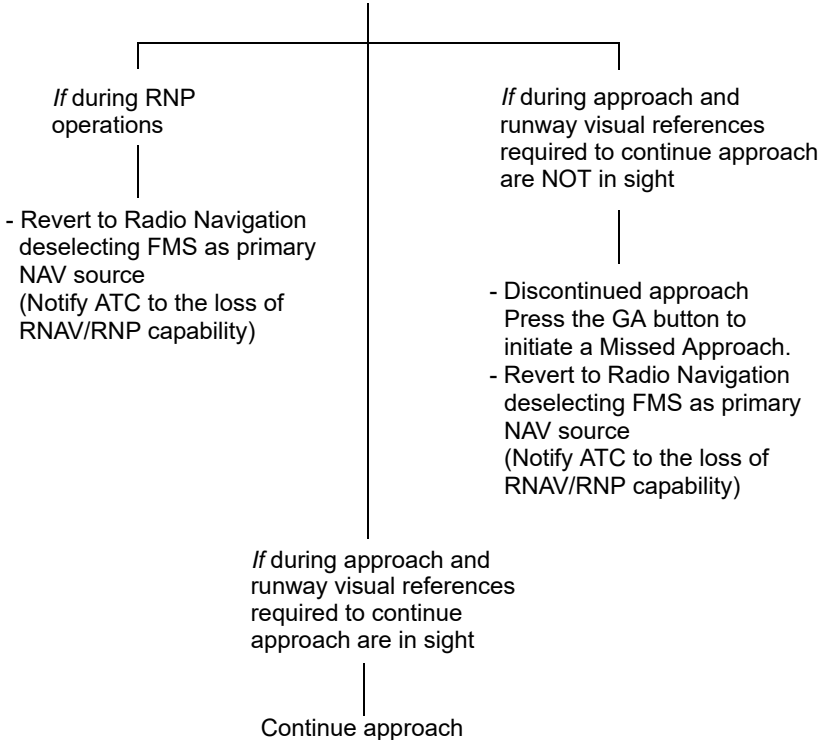 If during RNP
operations
- Revert to Radio Navigation
deselecting FMS as primary
NAV source
(Notify ATC to the loss of
RNAV/RNP capability)
If during approach and
runway visual references
required to continue approach
are NOT in sight
- Discontinued approach
Press the GA button to
initiate a Missed Approach.
- Revert to Radio Navigation
deselecting FMS as primary
NAV source
(Notify ATC to the loss of
RNAV/RNP capability)
If during approach and
runway visual references
required to continue
approach are in sight
Continue approach